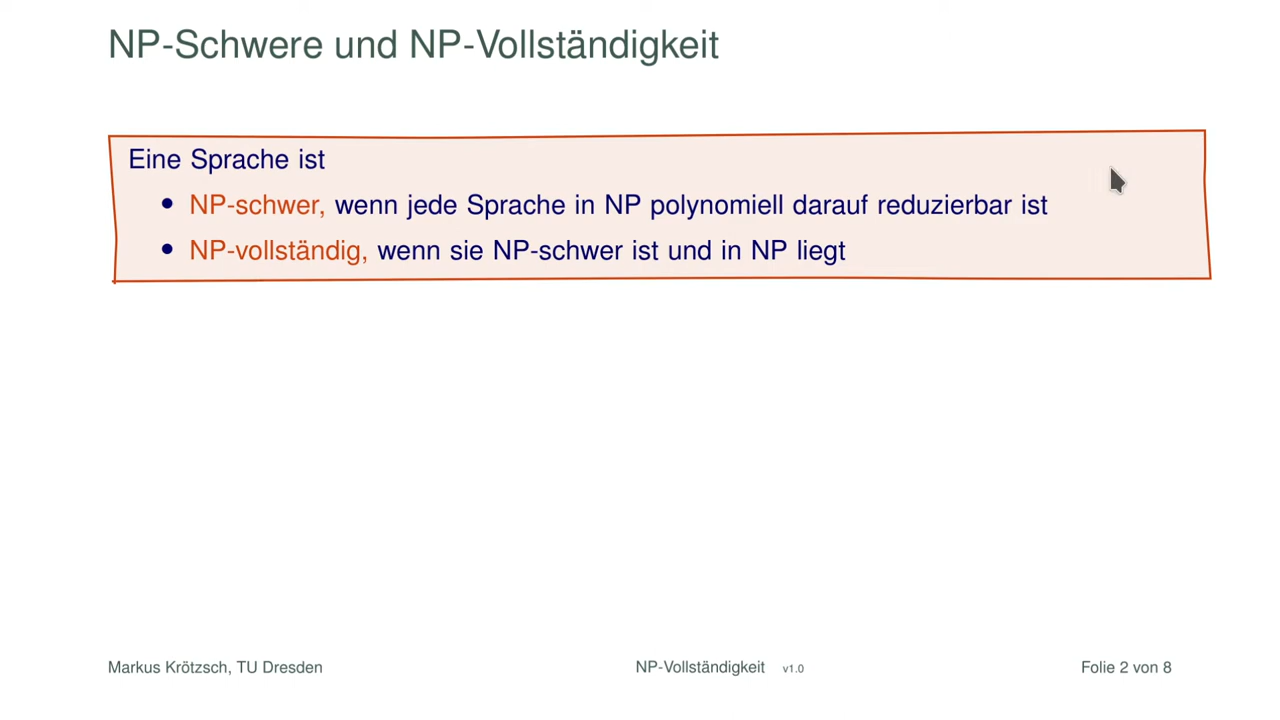 NP-Schwere und NP-Vollständigkeit
Eine Sprache ist
• NP-schwer, wenn jede Sprache in NP polynomiell darauf reduzierbar ist
• NP-vollständig, wenn sie NP-schwer ist und in NP liegt
Markus Krötzsch, TU Dresden NP-Vollständigkeit v1.0 Folie 2 von 8